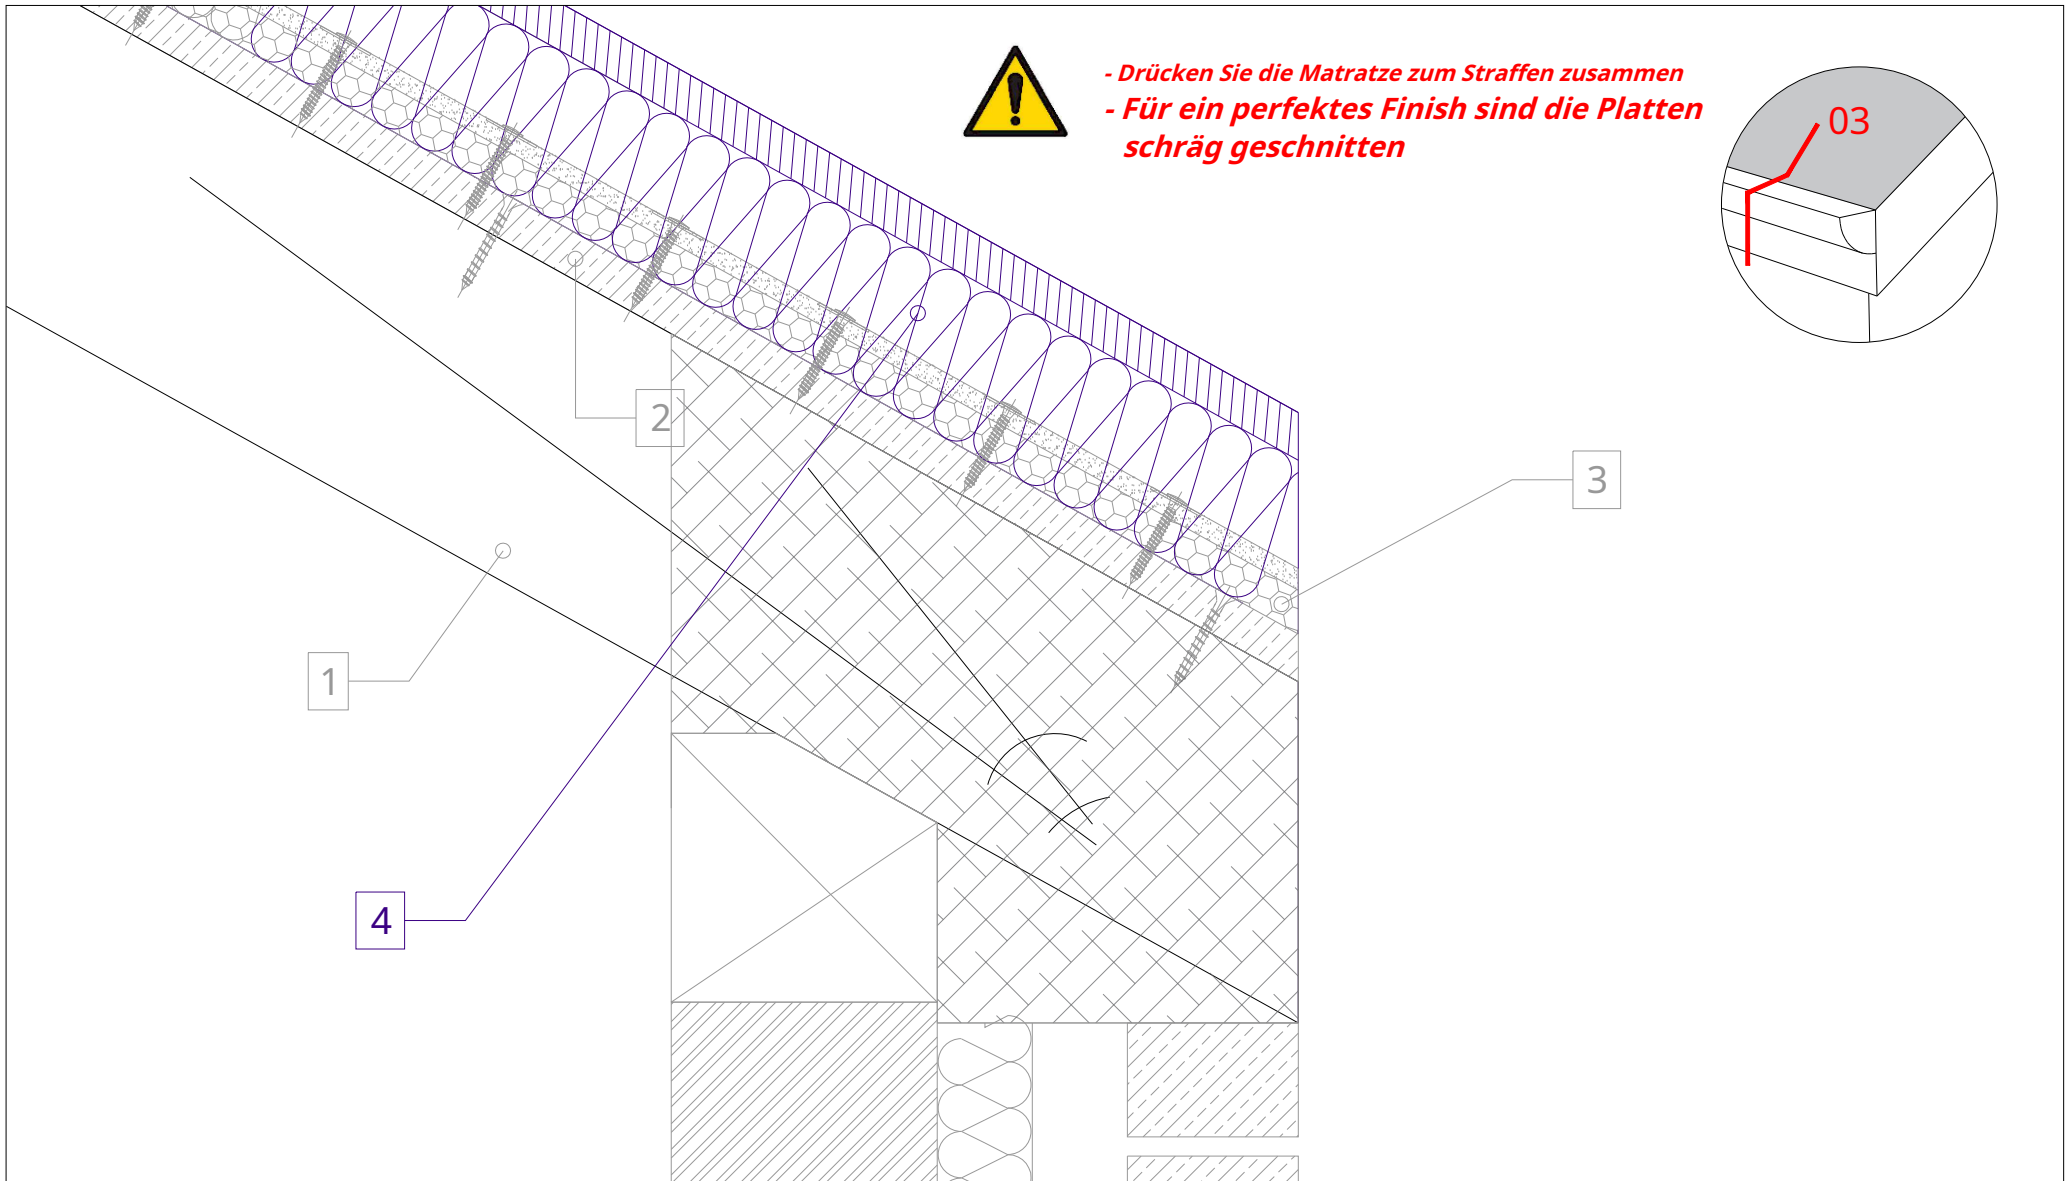 - Drücken Sie die Matratze zum Straffen zusammen
- Für ein perfektes Finish sind die Platten
schräg geschnitten
03
2
3
1
4